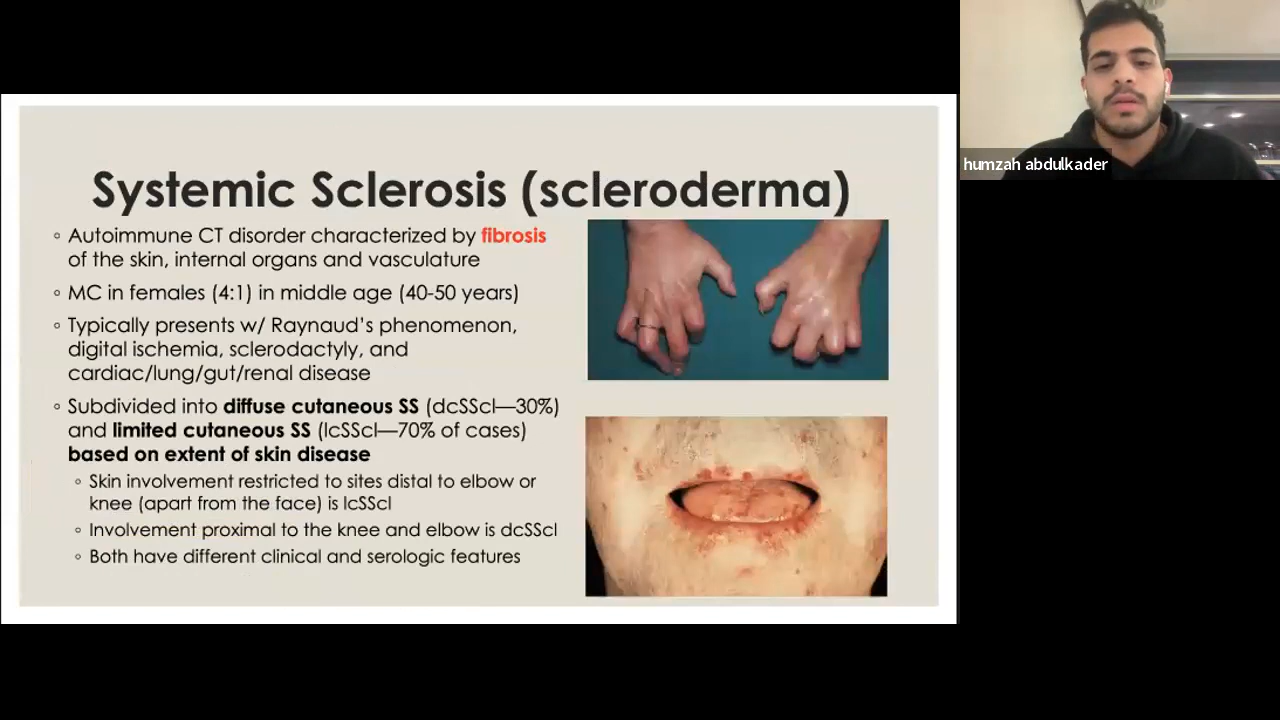 Systemic Sclerosis (scleroderma)
◦ Autoimmune CT disorder characterized by fibrosis
of the skin, internal organs and vasculature
◦ MC in females (4:1) in middle age (40-50 years)
◦ Typically presents w/ Raynaud’s phenomenon,
digital ischemia, sclerodactyly, and
cardiac/lung/gut/renal disease
◦ Subdivided into diffuse cutaneous SS (dcSScl—30%)
and limited cutaneous SS (lcSScl—70% of cases)
based on extent of skin disease
◦ Skin involvement restricted to sites distal to elbow or
knee (apart from the face) is lcSScl
◦ Involvement proximal to the knee and elbow is dcSScl
◦ Both have different clinical and serologic features
humzah abdulkader